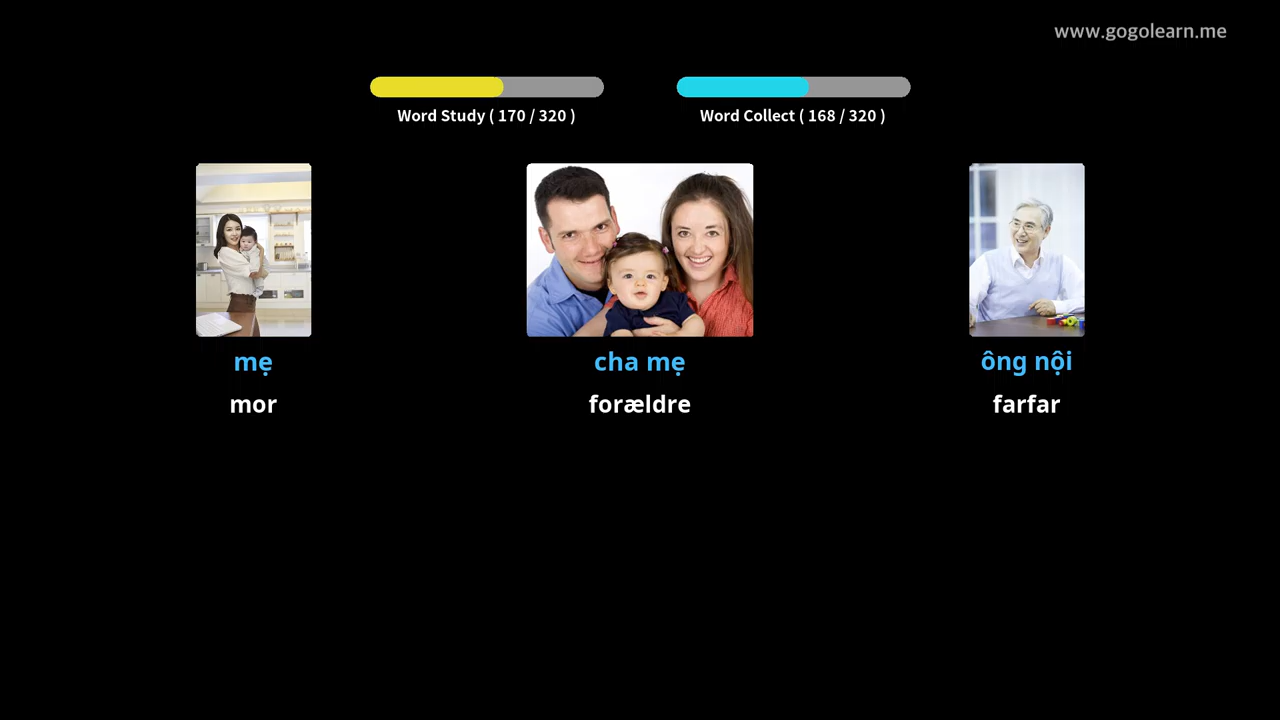 www.gogolearn.me
Word Study ( 170 / 320 )
Word Collect ( 168 / 320 )
mẹ
cha mẹ
ông nội
mor
forældre
farfar